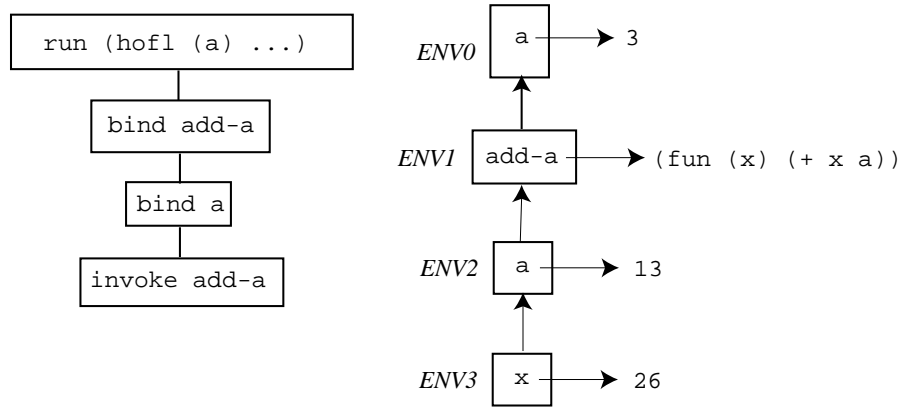 run (hofl (a) ...)
bind add-a
bind a
invoke add-a
ENV0 a 3
ENV1 add-a (fun (x) (+ x a))
ENV2 a 13
ENV3 x 26